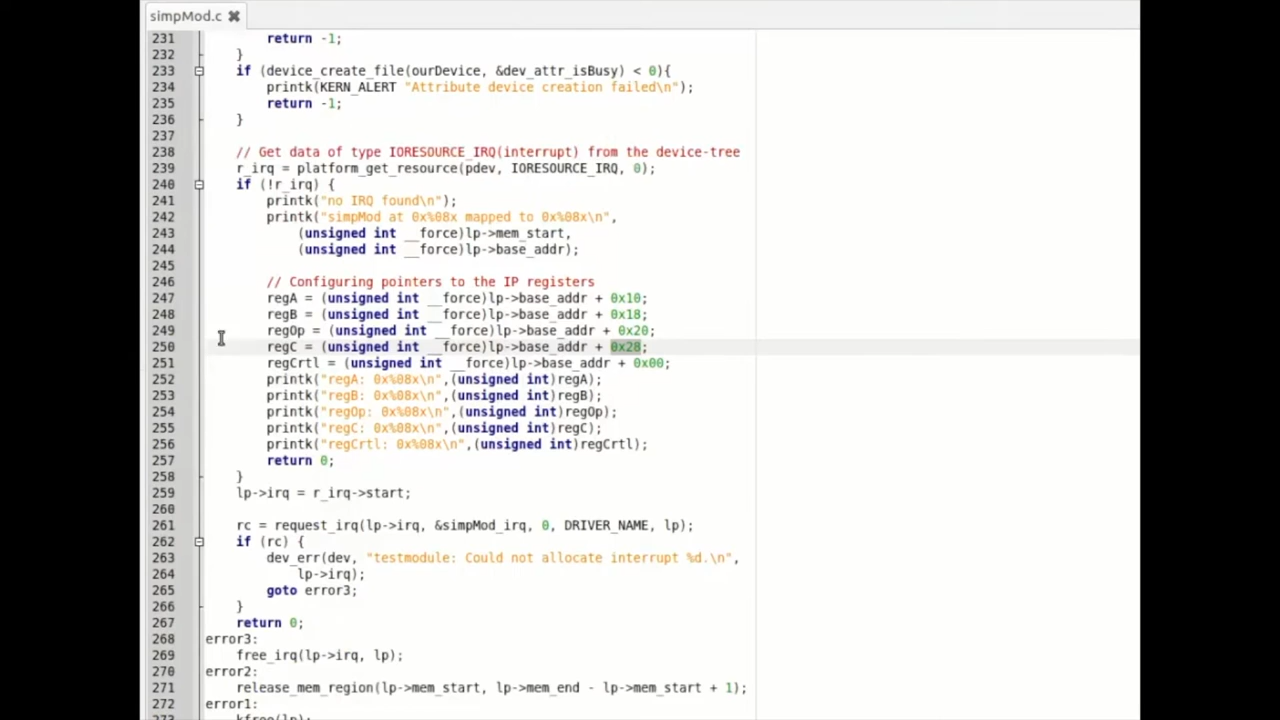 simpMod.c
231 return -1;
232 }
233 if (device_create_file(ourDevice, &dev_attr_isBusy) < 0){
234 printk(KERN_ALERT "Attribute device creation failed\n");
235 return -1;
236 }
237
238 // Get data of type IORESOURCE_IRQ(interrupt) from the device-tree
239 r_irq = platform_get_resource(pdev, IORESOURCE_IRQ, 0);
240 if (!r_irq) {
241 printk("no IRQ found\n");
242 printk("simpMod at 0x%08x mapped to 0x%08x\n",
243 (unsigned int __force)lp->mem_start,
244 (unsigned int __force)lp->base_addr);
245
246 // Configuring pointers to the IP registers
247 regA = (unsigned int __force)lp->base_addr + 0x10;
248 regB = (unsigned int __force)lp->base_addr + 0x18;
249 regOp = (unsigned int __force)lp->base_addr + 0x20;
250 regC = (unsigned int __force)lp->base_addr + 0x28;
251 regCrtl = (unsigned int __force)lp->base_addr + 0x00;
252 printk("regA: 0x%08x\n",(unsigned int)regA);
253 printk("regB: 0x%08x\n",(unsigned int)regB);
254 printk("regOp: 0x%08x\n",(unsigned int)regOp);
255 printk("regC: 0x%08x\n",(unsigned int)regC);
256 printk("regCrtl: 0x%08x\n",(unsigned int)regCrtl);
257 return 0;
258 }
259 lp->irq = r_irq->start;
260
261 rc = request_irq(lp->irq, &simpMod_irq, 0, DRIVER_NAME, lp);
262 if (rc) {
263 dev_err(dev, "testmodule: Could not allocate interrupt %d.\n",
264 lp->irq);
265 goto error3;
266 }
267 return 0;
268 error3:
269 free_irq(lp->irq, lp);
270 error2:
271 release_mem_region(lp->mem_start, lp->mem_end - lp->mem_start + 1);
272 error1:
273 kfree(lp);